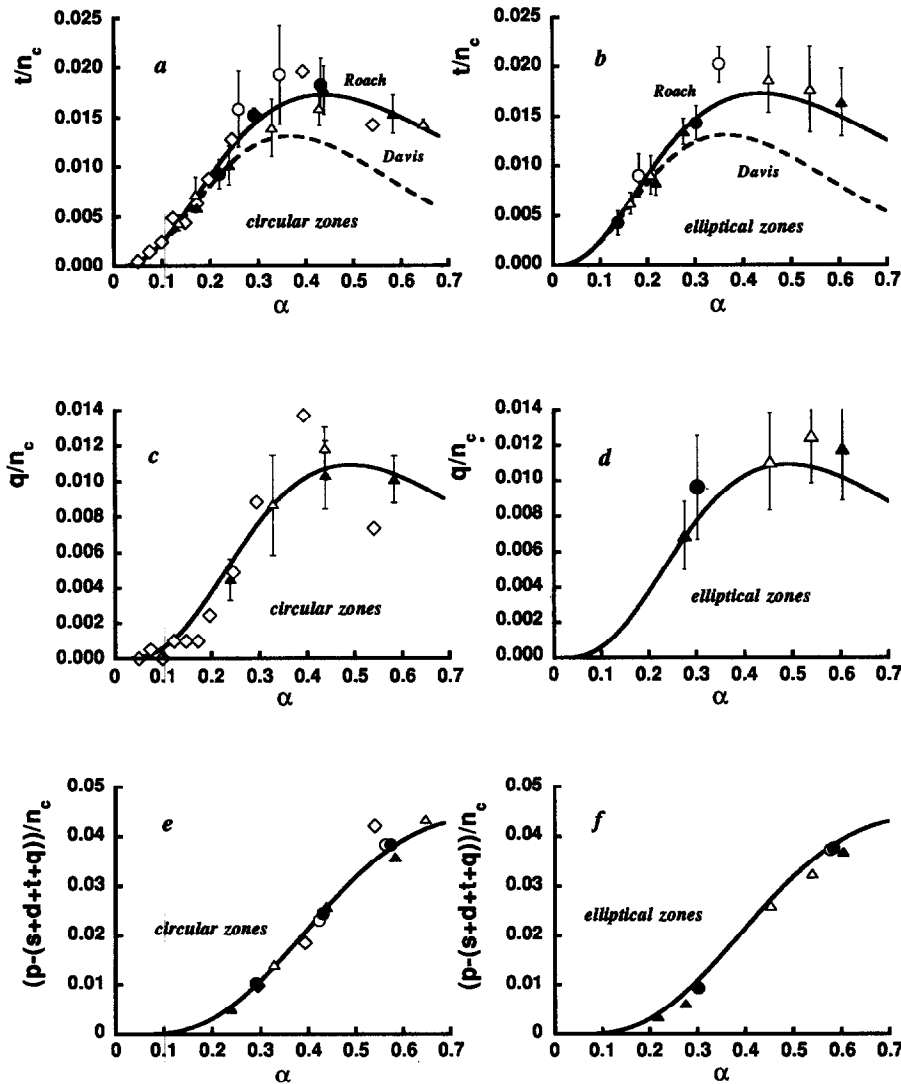 t/nc
0.025
0.020
0.015
0.010
0.005
0.000
a
Roach
Davis
circular zones
0 0.1 0.2 0.3 0.4 0.5 0.6 0.7
α
t/nc
0.025
0.020
0.015
0.010
0.005
0.000
b
Roach
Davis
elliptical zones
0 0.1 0.2 0.3 0.4 0.5 0.6 0.7
α
q/nc
0.014
0.012
0.010
0.008
0.006
0.004
0.002
0.000
c
circular zones
0 0.1 0.2 0.3 0.4 0.5 0.6 0.7
α
q/nc
0.014
0.012
0.010
0.008
0.006
0.004
0.002
0.000
d
elliptical zones
0 0.1 0.2 0.3 0.4 0.5 0.6 0.7
α
(p-(s+d+t+q))/nc
0.05
0.04
0.03
0.02
0.01
0
e
circular zones
0 0.1 0.2 0.3 0.4 0.5 0.6 0.7
α
(p-(s+d+t+q))/nc
0.05
0.04
0.03
0.02
0.01
0
f
elliptical zones
0 0.1 0.2 0.3 0.4 0.5 0.6 0.7
α